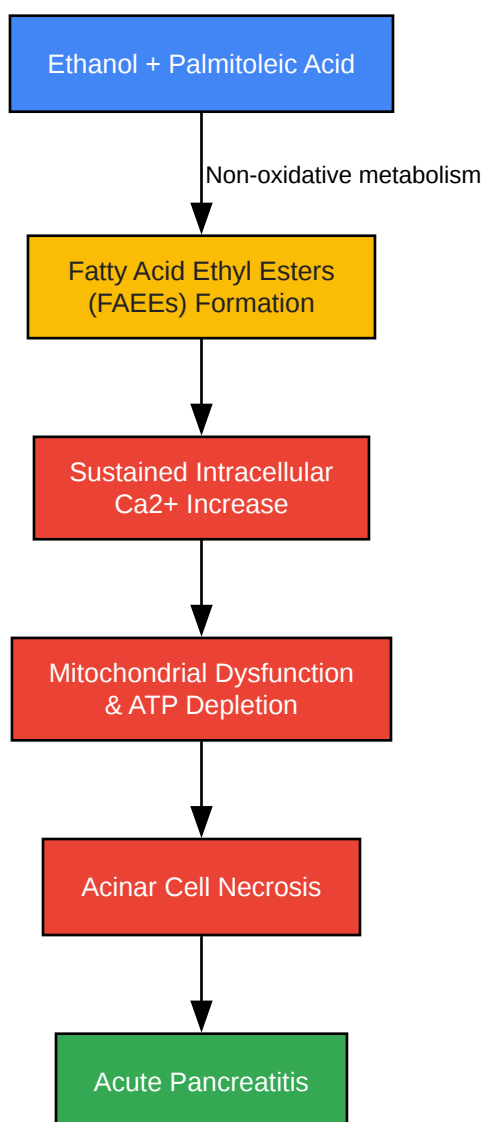 Ethanol + Palmitoleic Acid
Non-oxidative metabolism
Fatty Acid Ethyl Esters
(FAEEs) Formation
Sustained Intracellular
Ca2+ Increase
Mitochondrial Dysfunction
& ATP Depletion
Acinar Cell Necrosis
Acute Pancreatitis